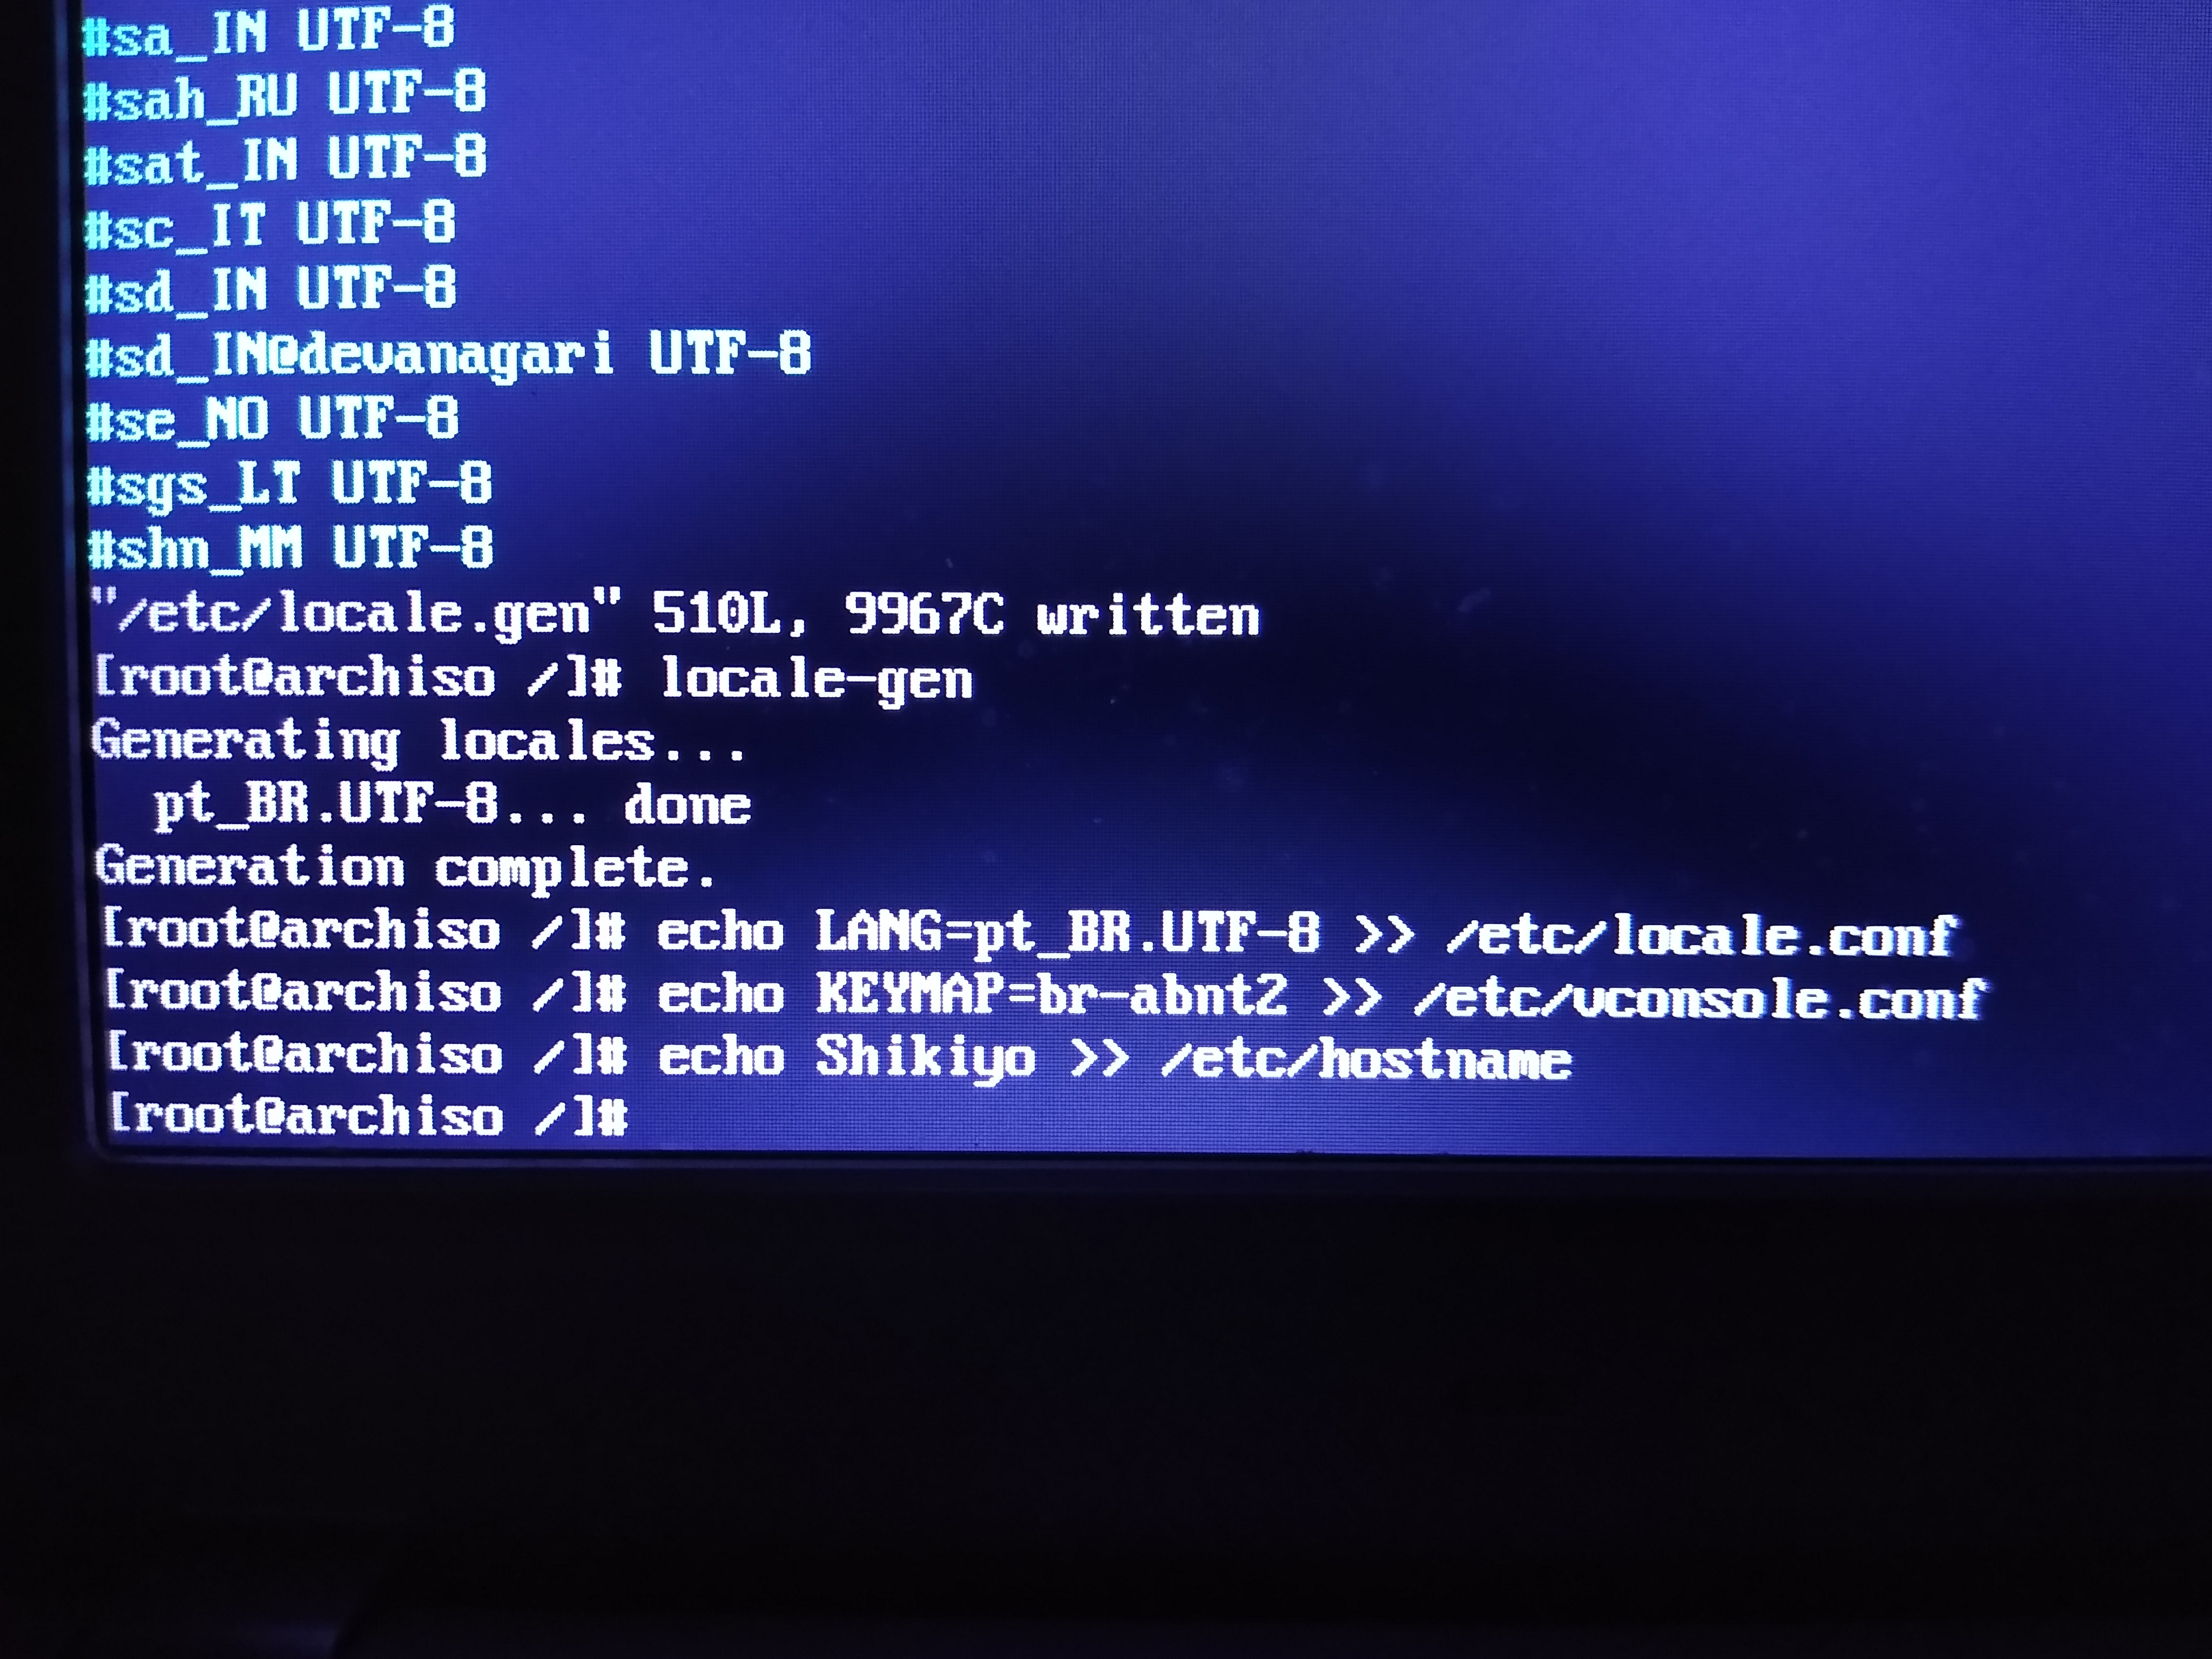 #sa_IN UTF-8
#sah_RU UTF-8
#sat_IN UTF-8
#sc_IT UTF-8
#sd_IN UTF-8
#sd_IN@devanagari UTF-8
#se_NO UTF-8
#sgs_LT UTF-8
#shn_MM UTF-8
"/etc/locale.gen" 510L, 9967C written
[root@archiso /]# locale-gen
Generating locales...
  pt_BR.UTF-8... done
Generation complete.
[root@archiso /]# echo LANG=pt_BR.UTF-8 >> /etc/locale.conf
[root@archiso /]# echo KEYMAP=br-abnt2 >> /etc/vconsole.conf
[root@archiso /]# echo Shikiyo >> /etc/hostname
[root@archiso /]#